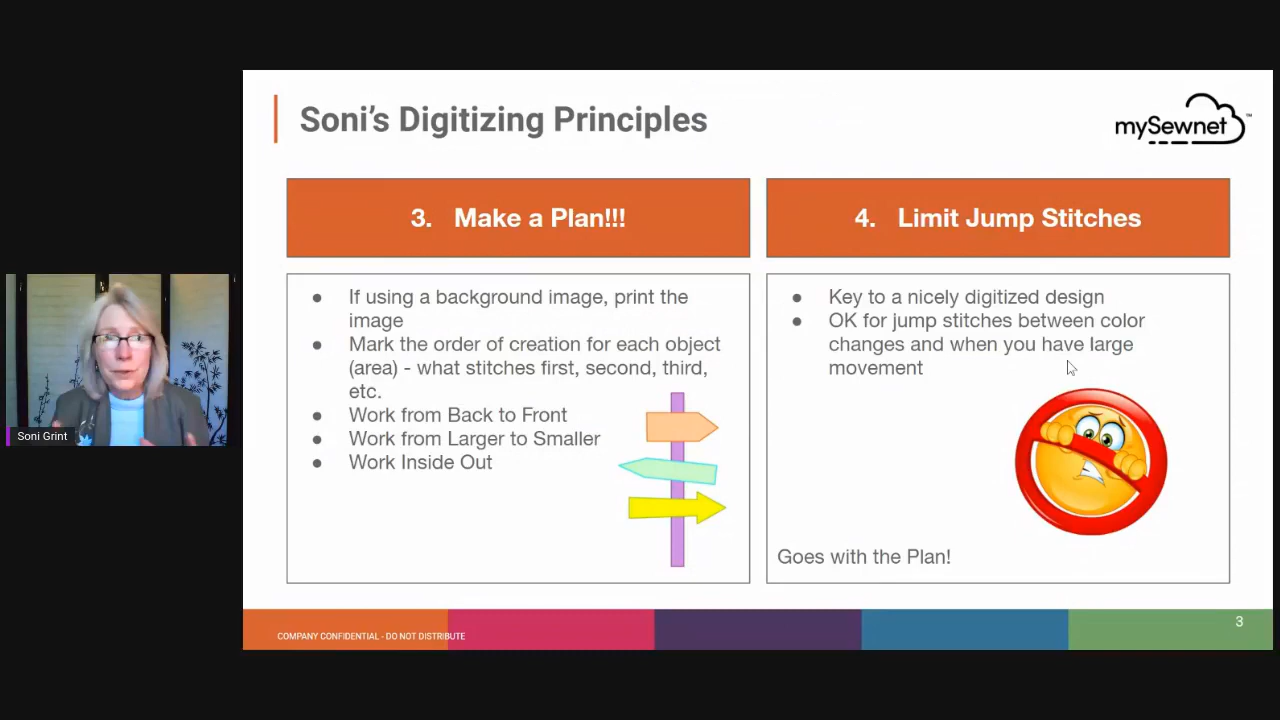 Soni's Digitizing Principles
mySewnet™
3. Make a Plan!!!
● If using a background image, print the
image
● Mark the order of creation for each object
(area) - what stitches first, second, third,
etc.
● Work from Back to Front
● Work from Larger to Smaller
● Work Inside Out
4. Limit Jump Stitches
● Key to a nicely digitized design
● OK for jump stitches between color
changes and when you have large
movement
Goes with the Plan!
Soni Grint
COMPANY CONFIDENTIAL - DO NOT DISTRIBUTE
3